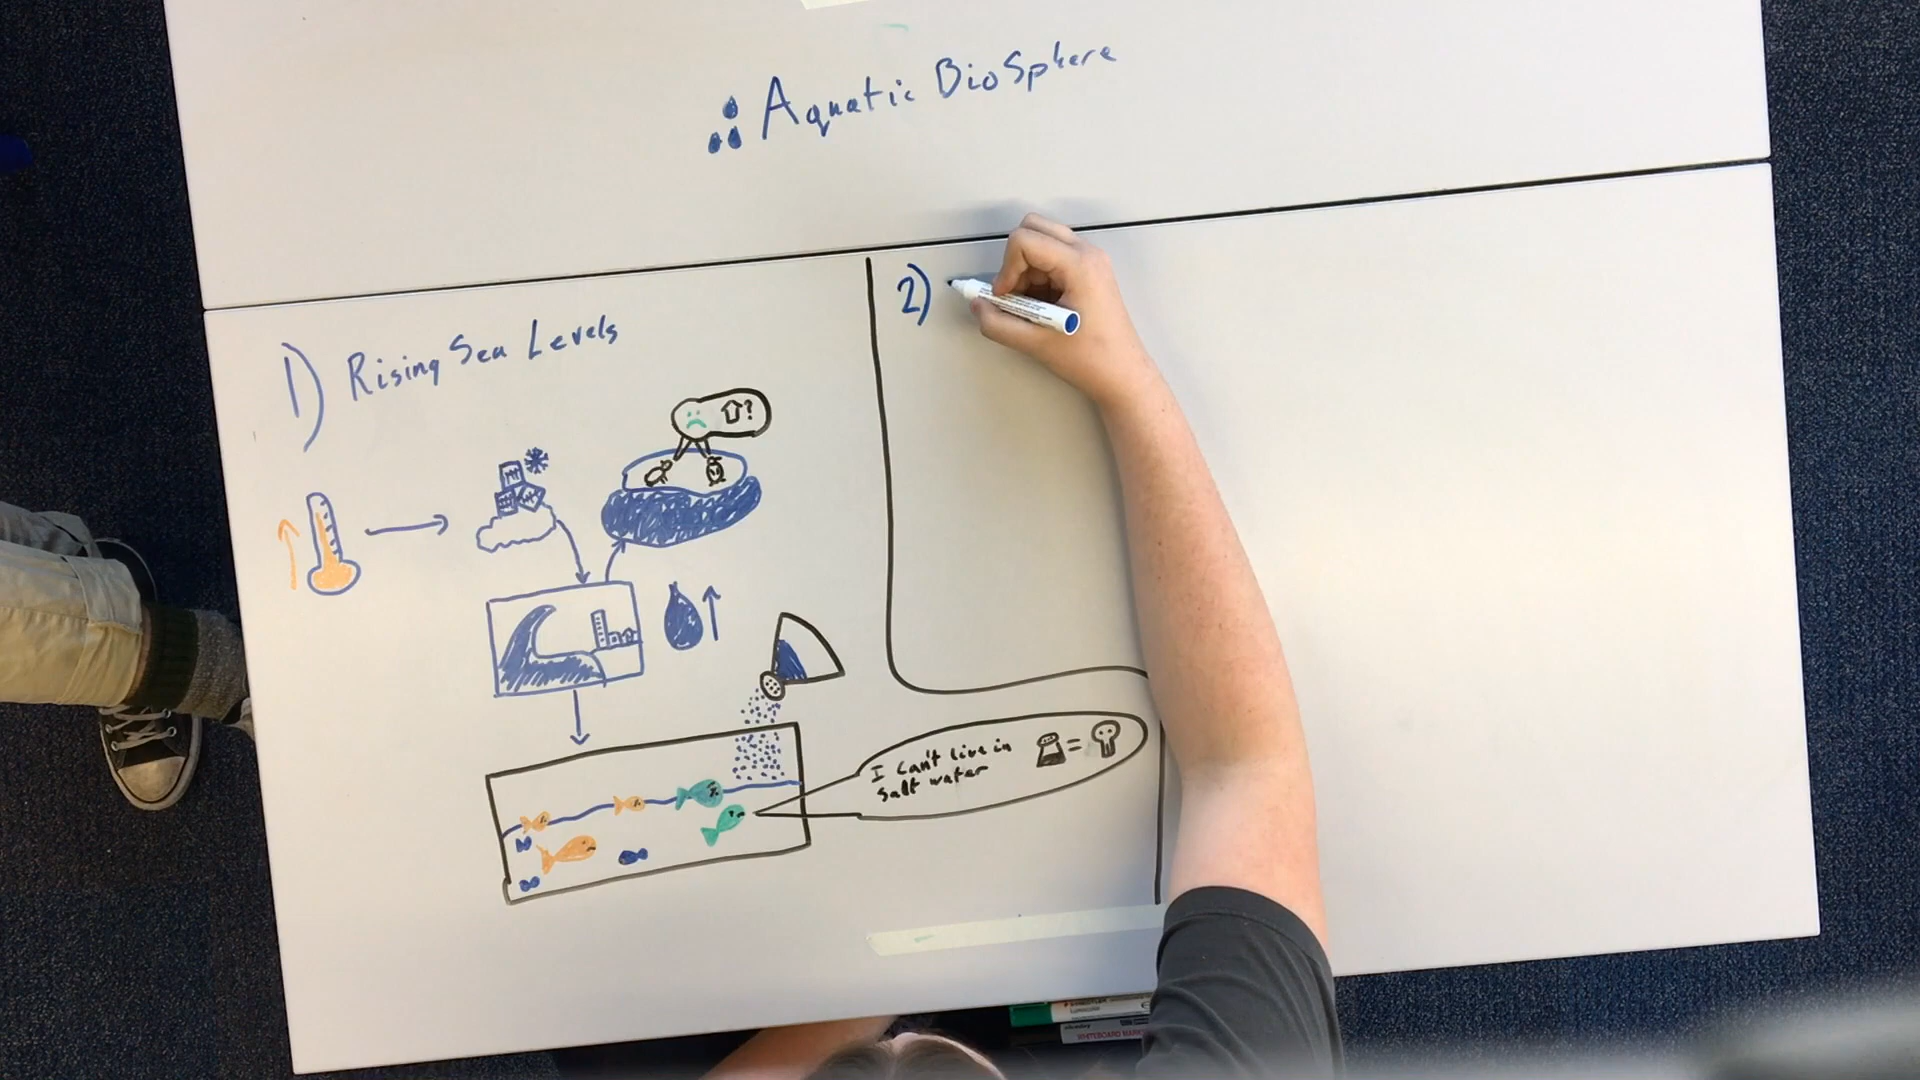 Aquatic BioSphere
1) Rising Sea Levels
2)
?
I can't live in
Salt water
=